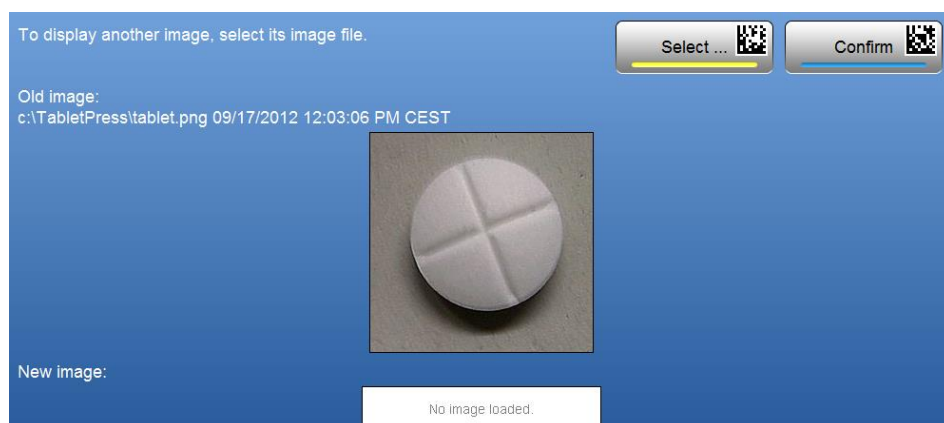 To display another image, select its image file.
Select ...
Confirm
Old image:
c:\TabletPress\tablet.png 09/17/2012 12:03:06 PM CEST
New image:
No image loaded.